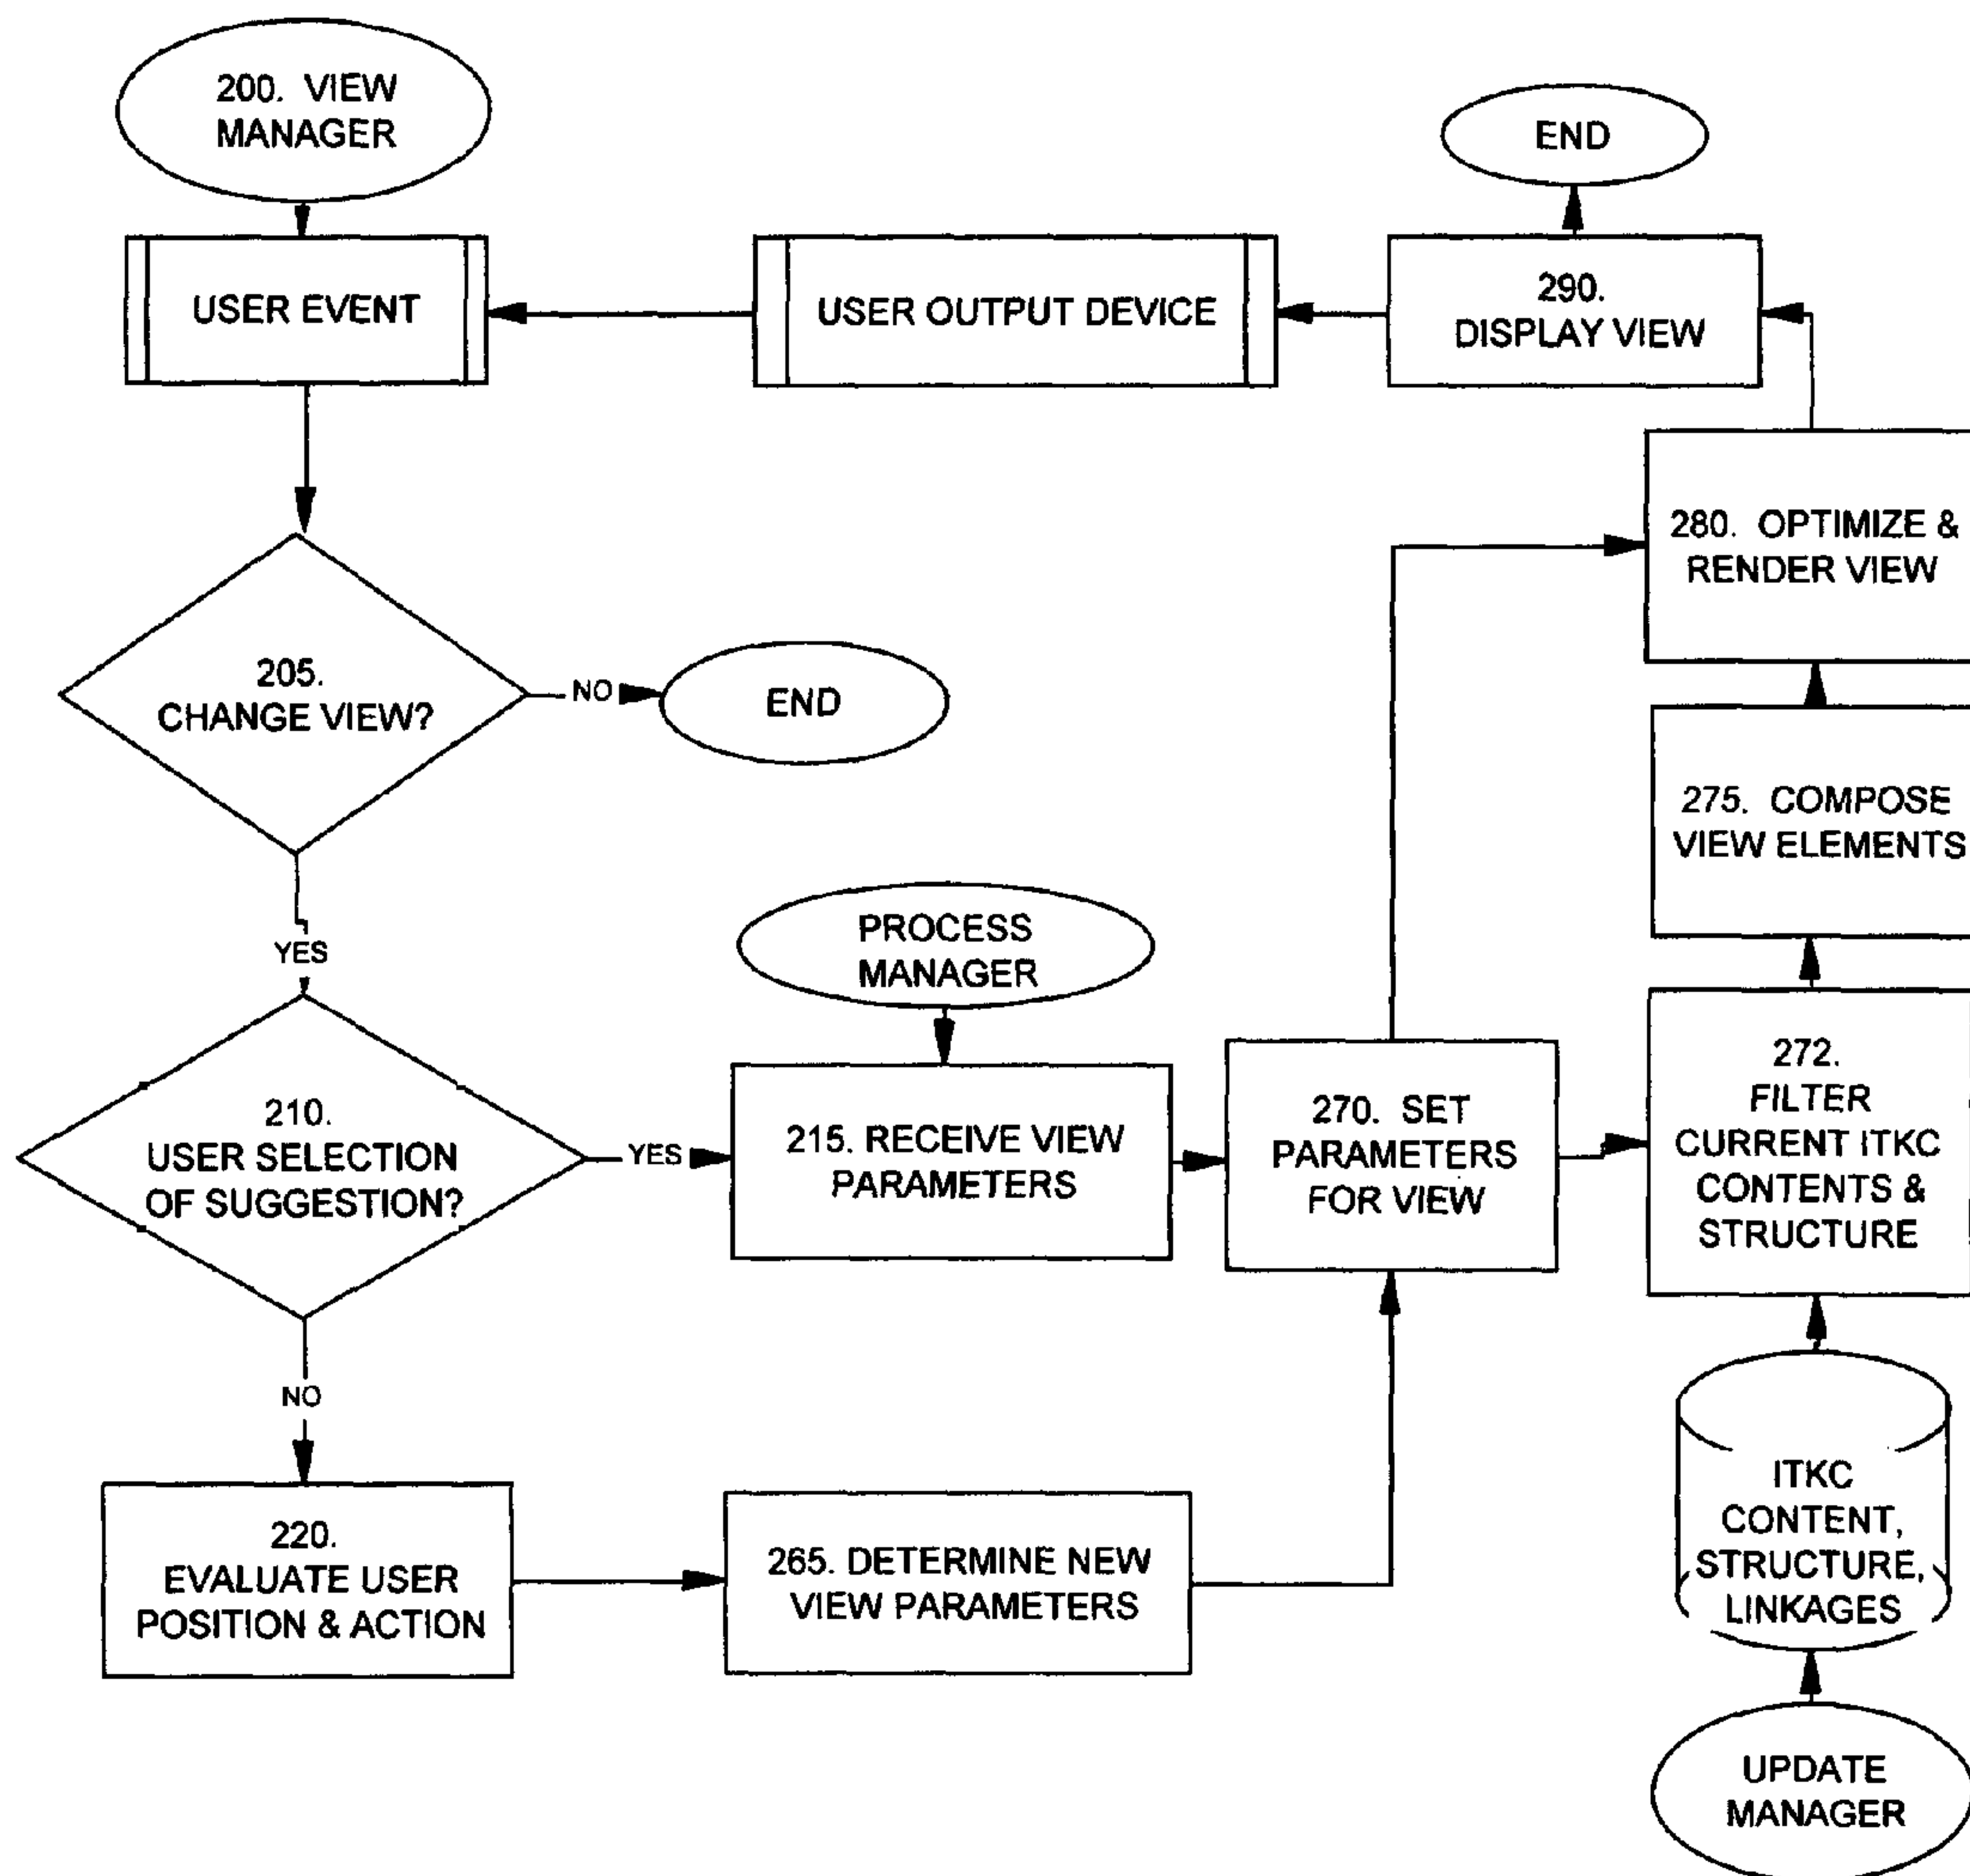 200. VIEW
MANAGER
END
USER EVENT
USER OUTPUT DEVICE
290.
DISPLAY VIEW
280. OPTIMIZE &
RENDER VIEW
205.
CHANGE VIEW?
NO
END
275. COMPOSE
VIEW ELEMENTS
YES
PROCESS
MANAGER
210.
USER SELECTION
OF SUGGESTION?
YES
215. RECEIVE VIEW
PARAMETERS
270. SET
PARAMETERS
FOR VIEW
272.
FILTER
CURRENT ITKC
CONTENTS &
STRUCTURE
NO
220.
EVALUATE USER
POSITION & ACTION
265. DETERMINE NEW
VIEW PARAMETERS
ITKC
CONTENT,
STRUCTURE,
LINKAGES
UPDATE
MANAGER